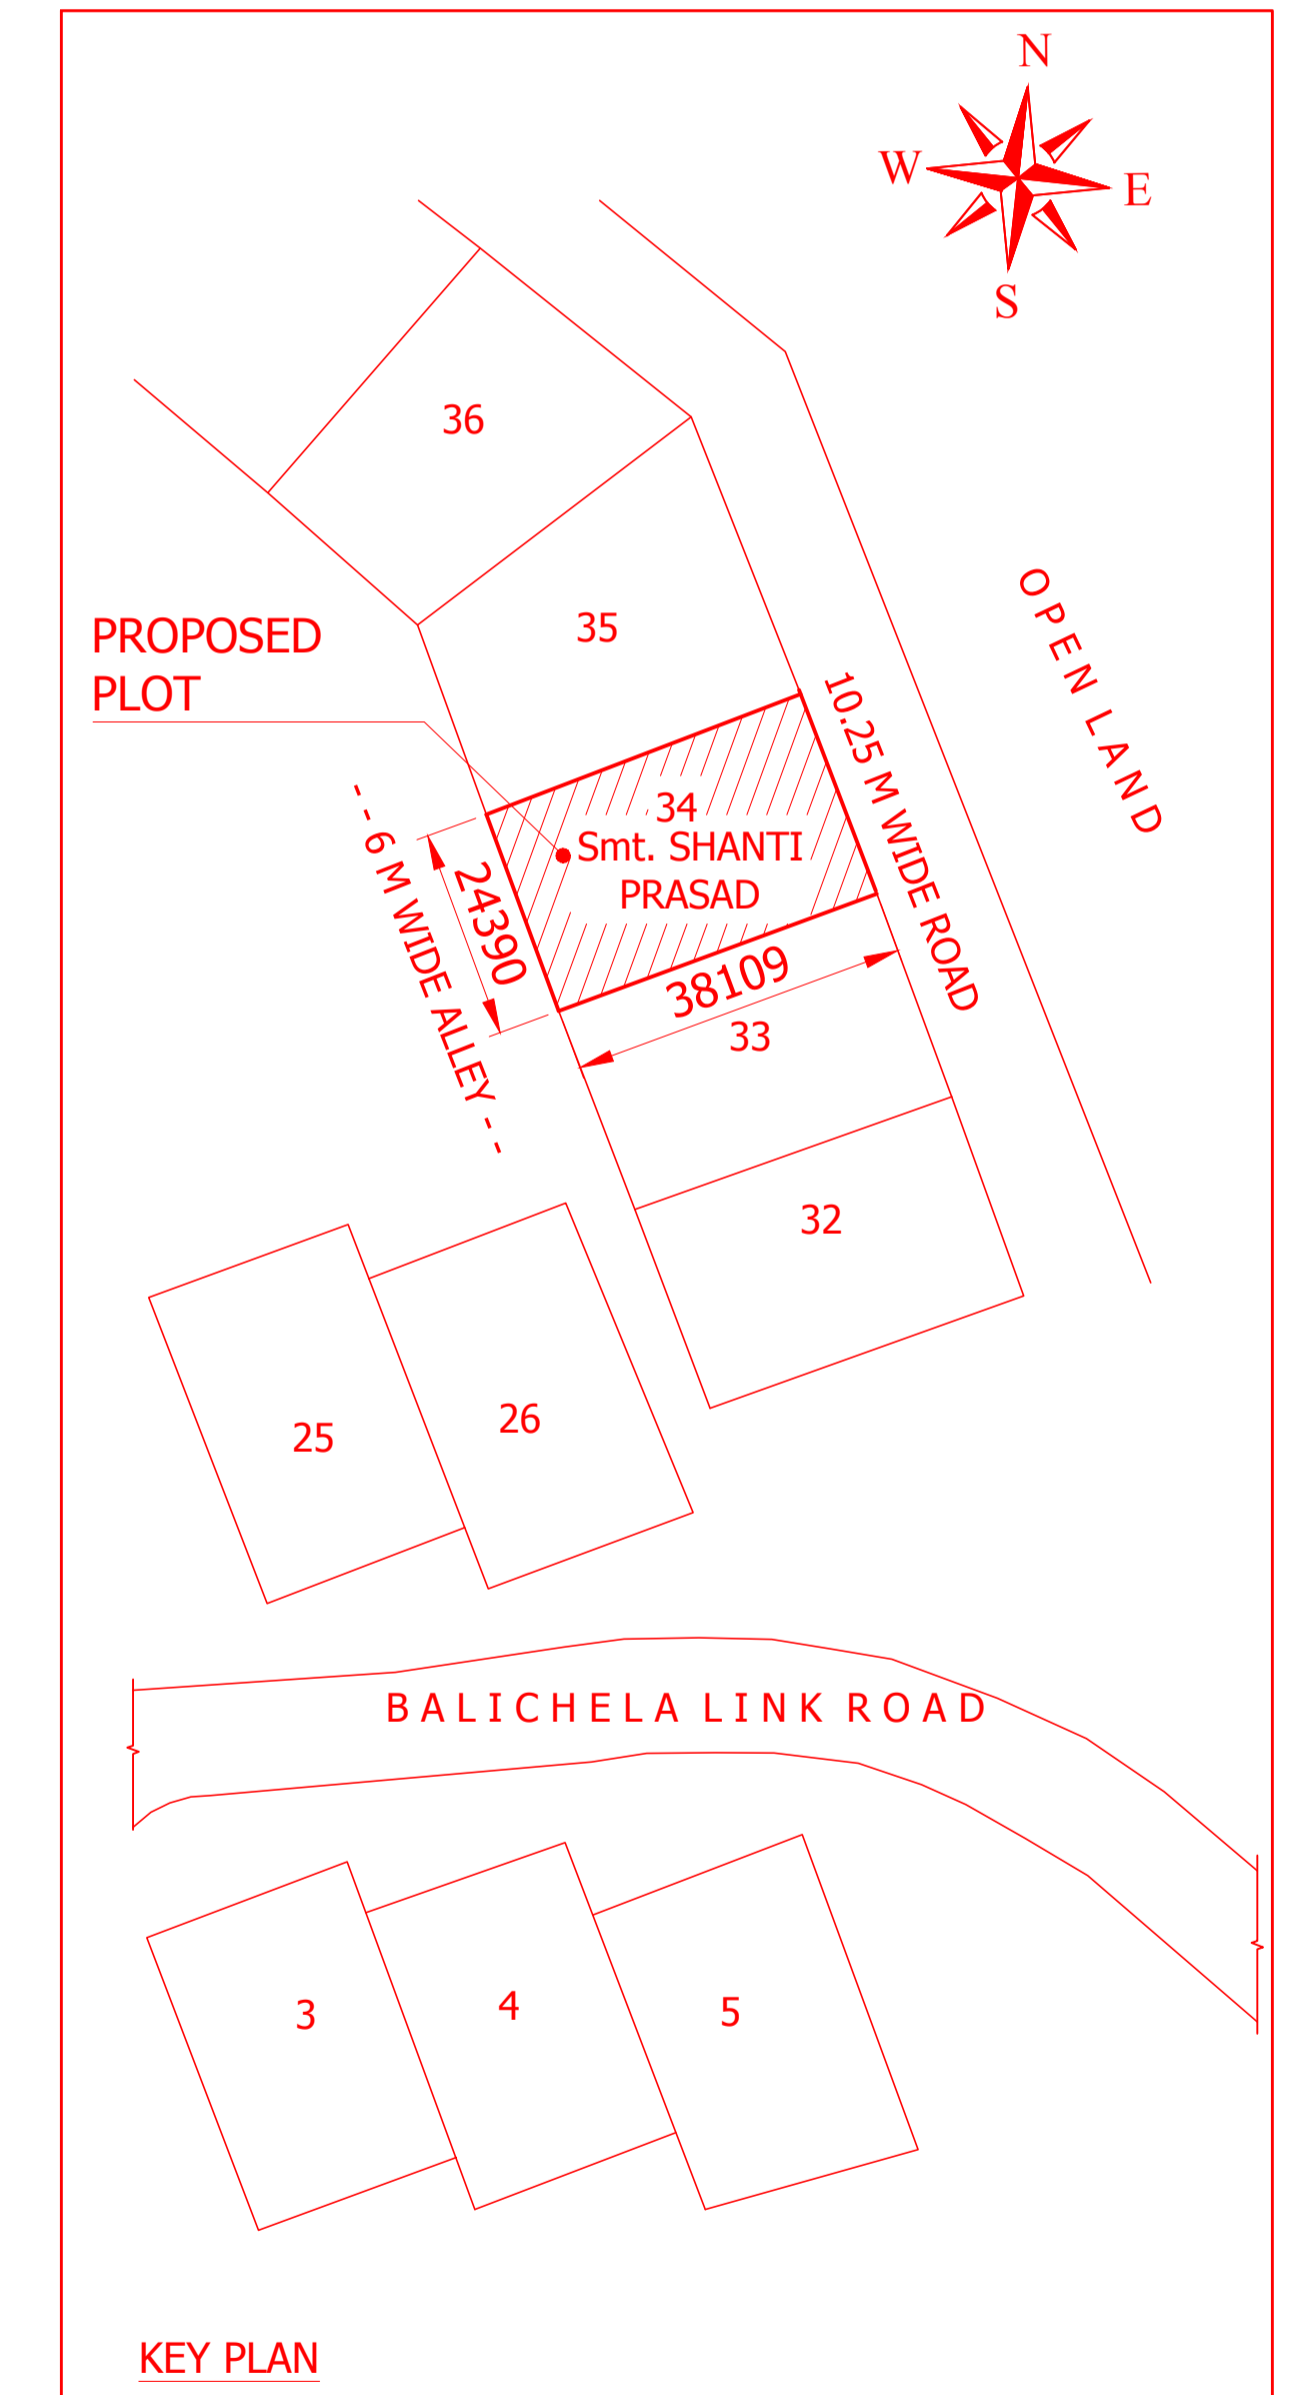 N
W
E
S
36
OPEN LAND
PROPOSED
PLOT
35
10.25 M WIDE ROAD
34
Smt. SHANTI
PRASAD
--6 M WIDE ALLEY--
24390
38109
33
32
25
26
BALICHELA LINK ROAD
3
4
5
KEY PLAN